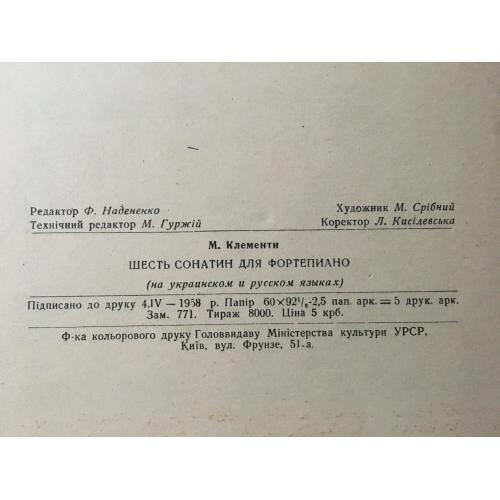 Редактор Ф. Надененко
Художник М. Срібний
Технічний редактор М. Гуржій
Коректор Л. Кисілевська
М. Клементи
ШЕСТЬ СОНАТИН ДЛЯ ФОРТЕПИАНО
(на украинском и русском языках)
Підписано до друку 4.IV — 1958 р. Папір 60×92¹/₈-2,5 пап. арк.= 5 друк. арк.
Зам. 771. Тираж 8000. Ціна 5 крб.
Ф-ка кольорового друку Головвидаву Міністерства культури УРСР,
Київ, вул. Фрунзе, 51-а.